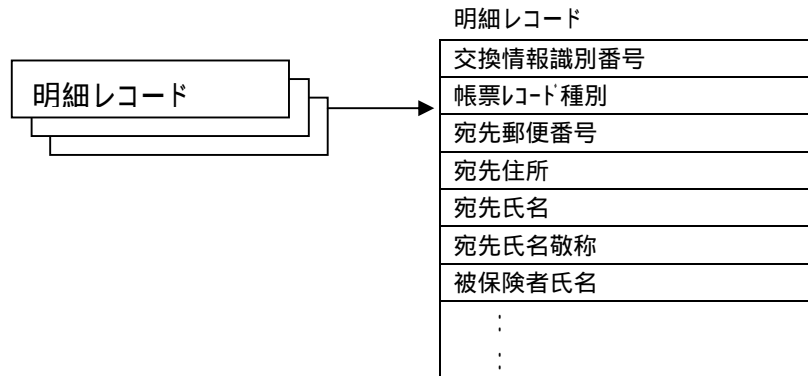 明細レコード
明細レコード
交換情報識別番号
帳票ﾚｺｰﾄﾞ種別
宛先郵便番号
宛先住所
宛先氏名
宛先氏名敬称
被保険者氏名
:
: